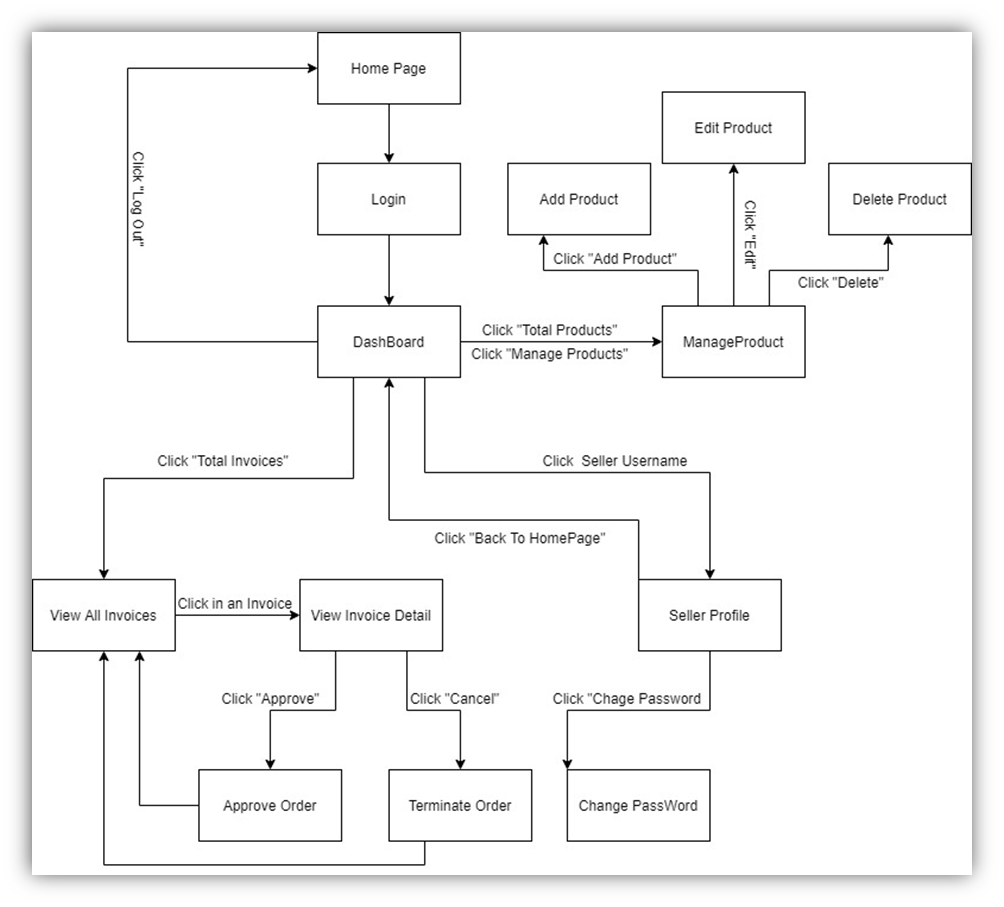 Home Page
Edit Product
Login
Add Product
Delete Product
Click "Log Out"
Click "Edit"
Click "Add Product"
Click "Delete"
DashBoard
Click "Total Products"
Click "Manage Products"
ManageProduct
Click "Total Invoices"
Click  Seller Username
Click "Back To HomePage"
View All Invoices
Click in an Invoice
View Invoice Detail
Seller Profile
Click "Approve"
Click "Cancel"
Click "Chage Password
Approve Order
Terminate Order
Change PassWord